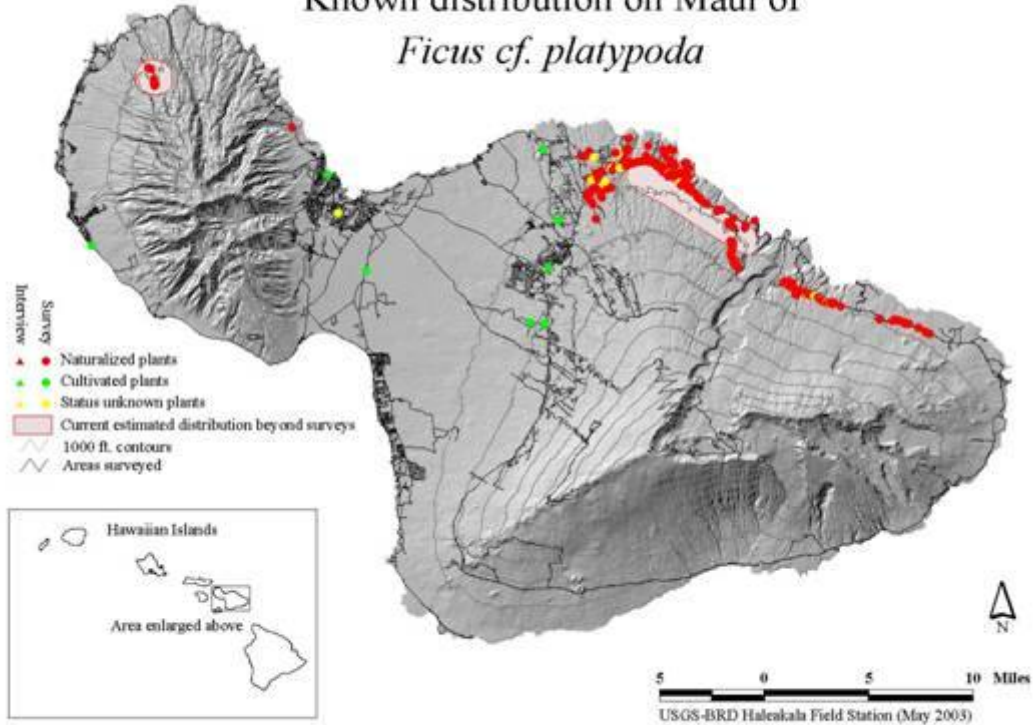 Known distribution on Maui of
Ficus cf. platypoda
Interview
Survey
Naturalized plants
Cultivated plants
Status unknown plants
Current estimated distribution beyond surveys
1000 ft. contours
Areas surveyed
Hawaiian Islands
Area enlarged above
N
5 0 5 10 Miles
USGS-BRD Haleakala Field Station (May 2003)